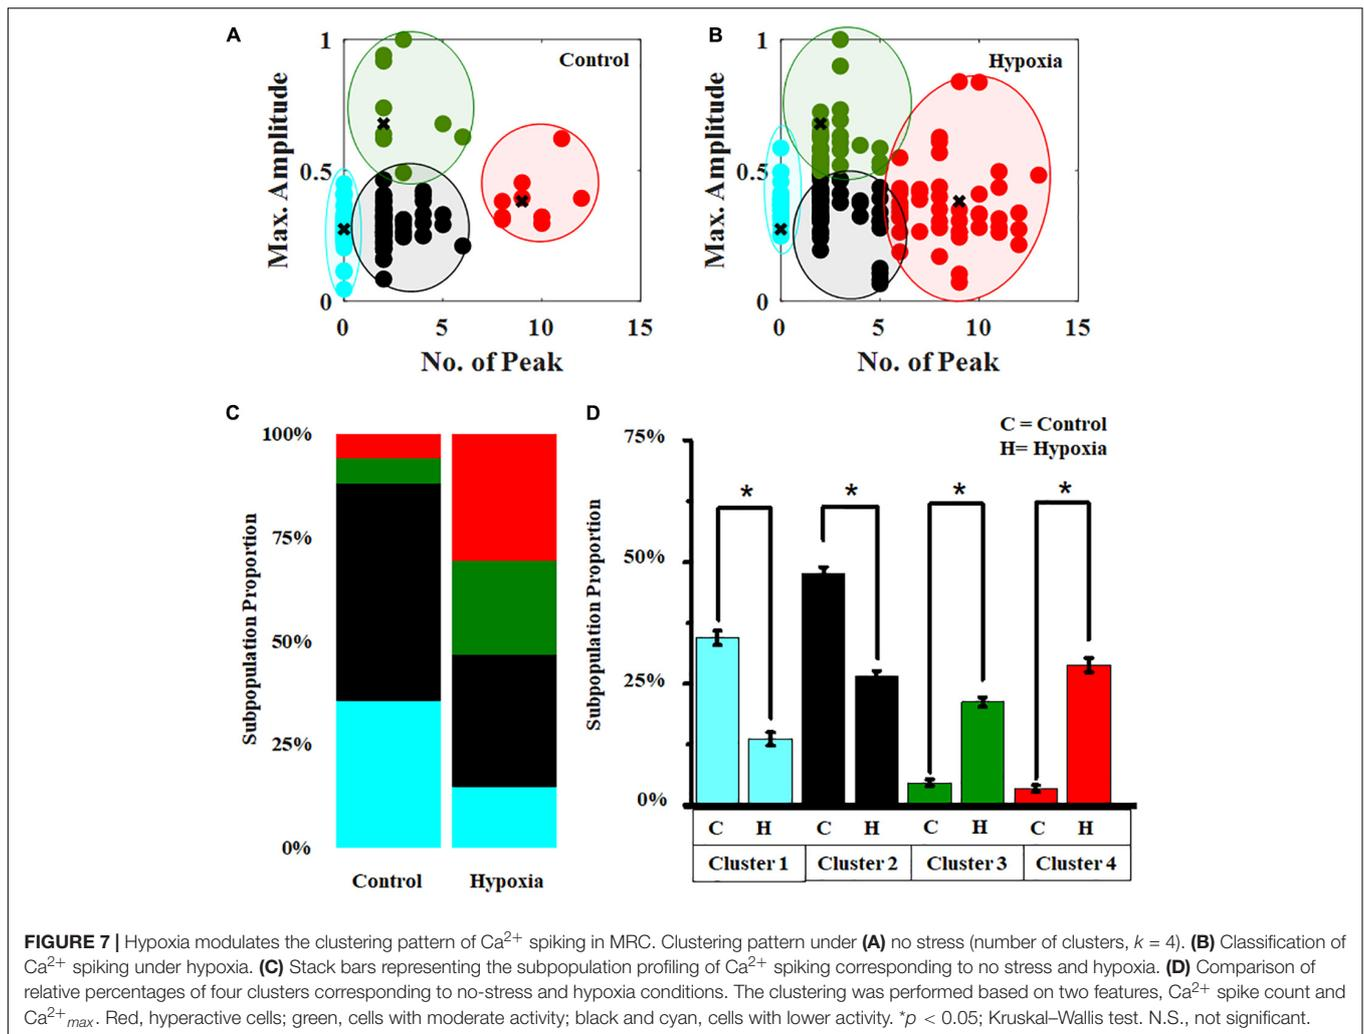 A
B
1
Control
Max. Amplitude
0.5
0
0
5
10
15
No. of Peak
1
Hypoxia
Max. Amplitude
0.5
0
0
5
10
15
No. of Peak
C
100%
75%
50%
25%
0%
Subpopulation Proportion
Control
Hypoxia
D
C = Control
H= Hypoxia
75%
50%
25%
0%
Subpopulation Proportion
*
*
*
*
C H C H C H C H
Cluster 1 Cluster 2 Cluster 3 Cluster 4
FIGURE 7 | Hypoxia modulates the clustering pattern of Ca2+ spiking in MRC. Clustering pattern under (A) no stress (number of clusters, k = 4). (B) Classification of
Ca2+ spiking under hypoxia. (C) Stack bars representing the subpopulation profiling of Ca2+ spiking corresponding to no stress and hypoxia. (D) Comparison of
relative percentages of four clusters corresponding to no-stress and hypoxia conditions. The clustering was performed based on two features, Ca2+ spike count and
Ca2+max. Red, hyperactive cells; green, cells with moderate activity; black and cyan, cells with lower activity. *p < 0.05; Kruskal–Wallis test. N.S., not significant.